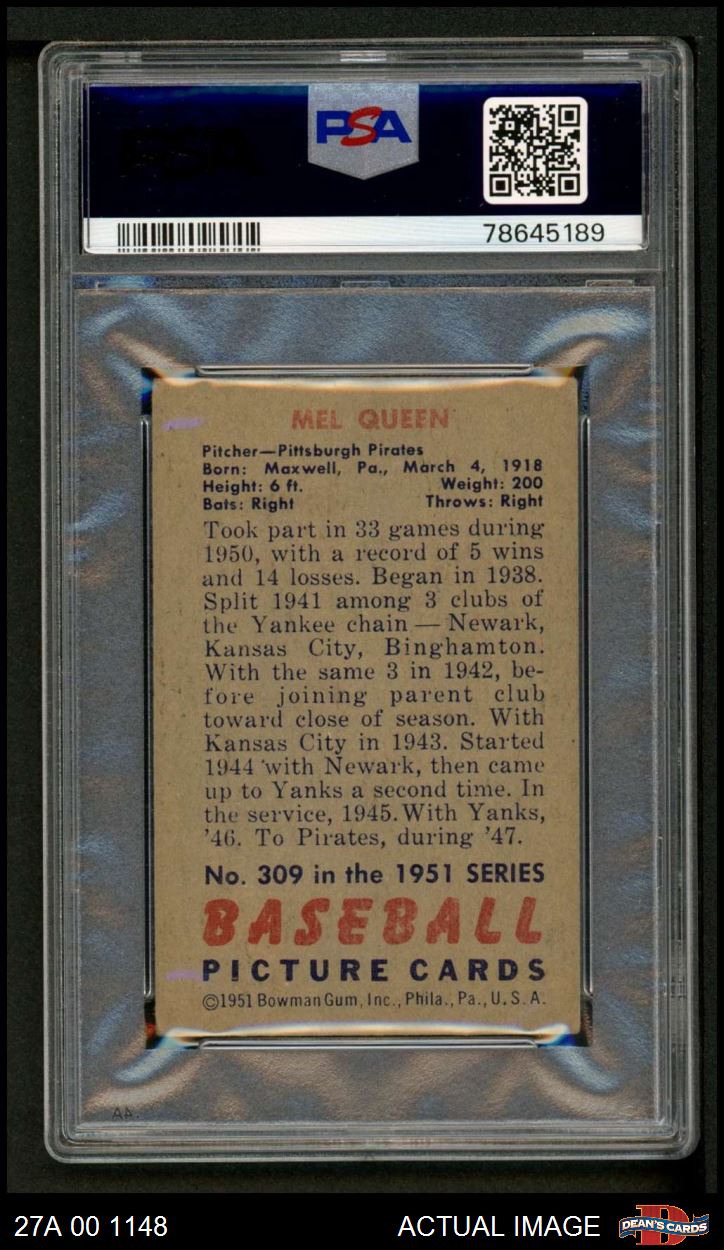 PSA
78645189
MEL QUEEN
Pitcher—Pittsburgh Pirates
Born: Maxwell, Pa., March 4, 1918
Height: 6 ft. Weight: 200
Bats: Right Throws: Right
Took part in 33 games during
1950, with a record of 5 wins
and 14 losses. Began in 1938.
Split 1941 among 3 clubs of
the Yankee chain — Newark,
Kansas City, Binghamton.
With the same 3 in 1942, be-
fore joining parent club
toward close of season. With
Kansas City in 1943. Started
1944 with Newark, then came
up to Yanks a second time. In
the service, 1945. With Yanks,
'46. To Pirates, during '47.
No. 309 in the 1951 SERIES
BASEBALL
PICTURE CARDS
©1951 Bowman Gum, Inc., Phila., Pa., U.S.A.
AA
27A 00 1148 ACTUAL IMAGE DEAN'S CARDS